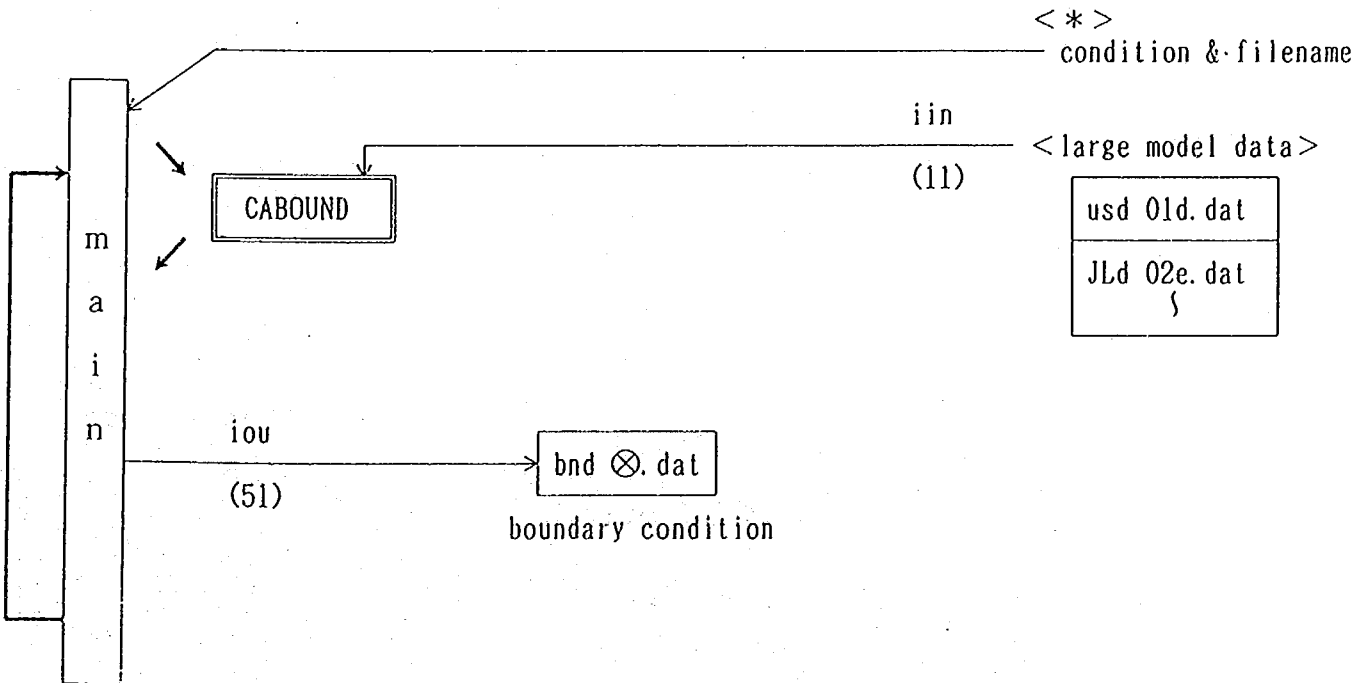 <*>
condition & filename
iin
<large model data>
(11)
CABOUND
usd 01d.dat
JLd 02e.dat
⌇
main
iou
bnd ⊗.dat
(51)
boundary condition